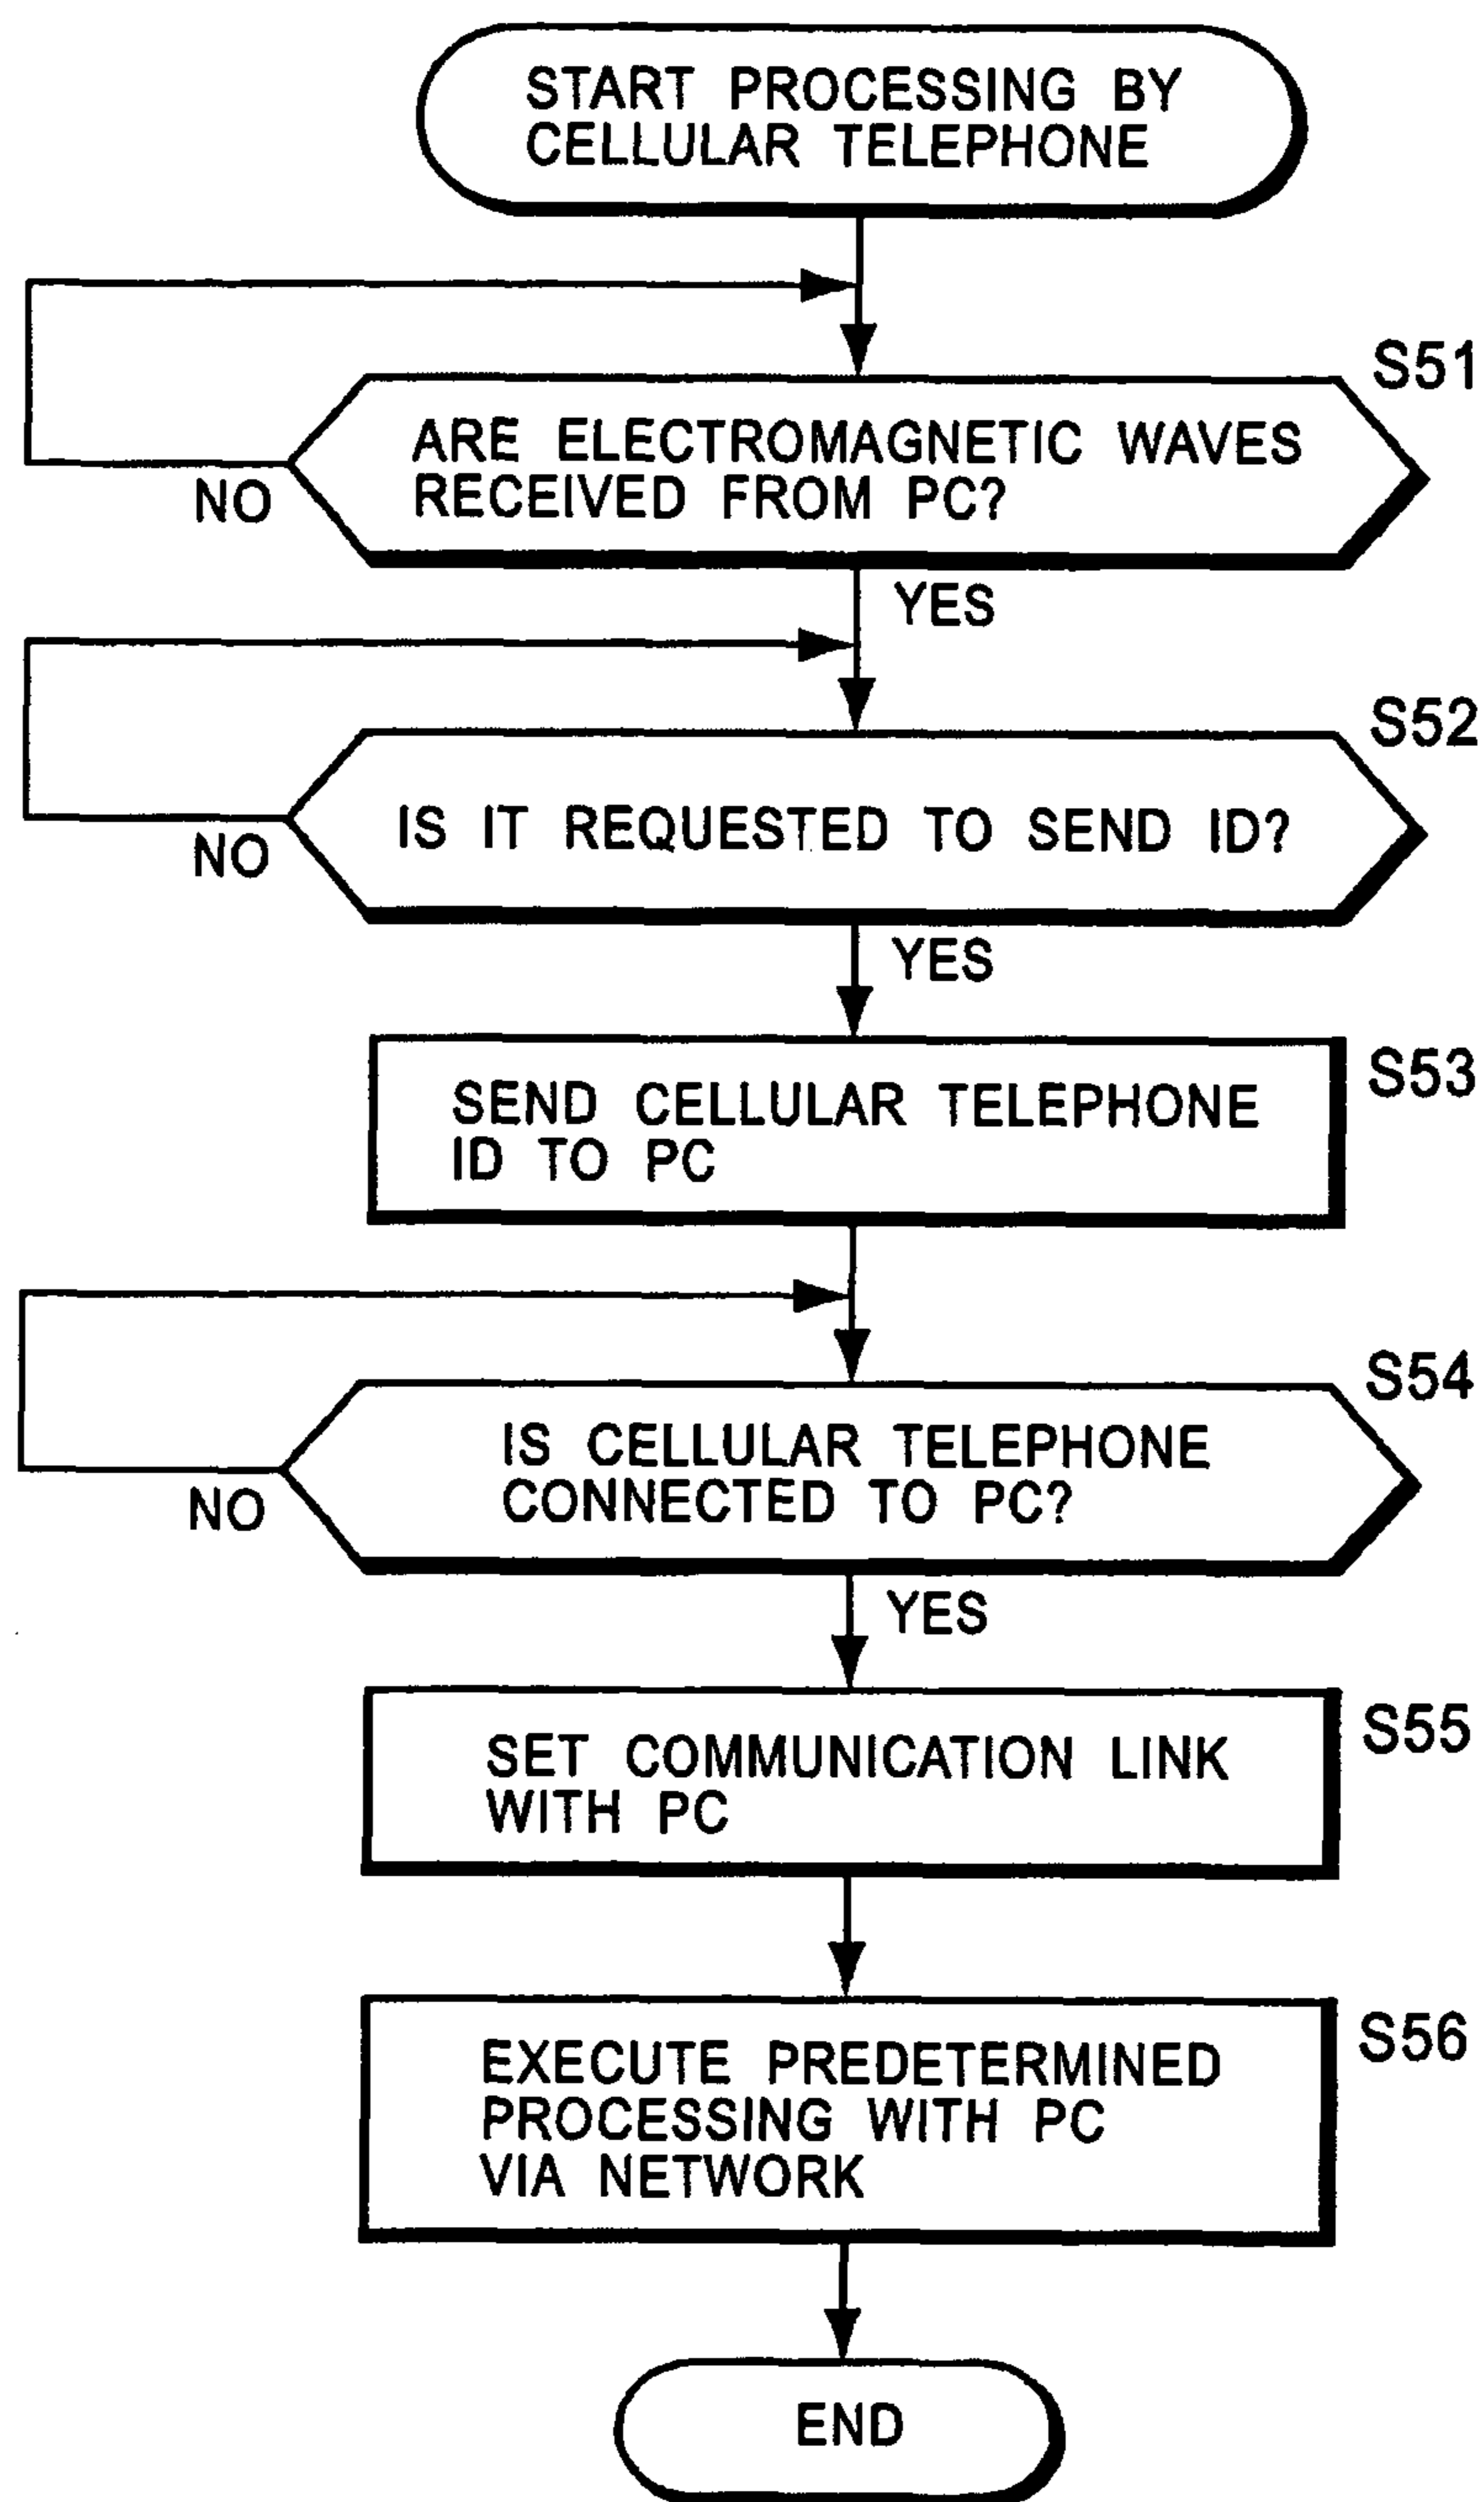 START PROCESSING BY
CELLULAR TELEPHONE
S51
ARE ELECTROMAGNETIC WAVES
RECEIVED FROM PC?
NO
YES
S52
IS IT REQUESTED TO SEND ID?
NO
YES
S53
SEND CELLULAR TELEPHONE
ID TO PC
S54
IS CELLULAR TELEPHONE
CONNECTED TO PC?
NO
YES
S55
SET COMMUNICATION LINK
WITH PC
S56
EXECUTE PREDETERMINED
PROCESSING WITH PC
VIA NETWORK
END